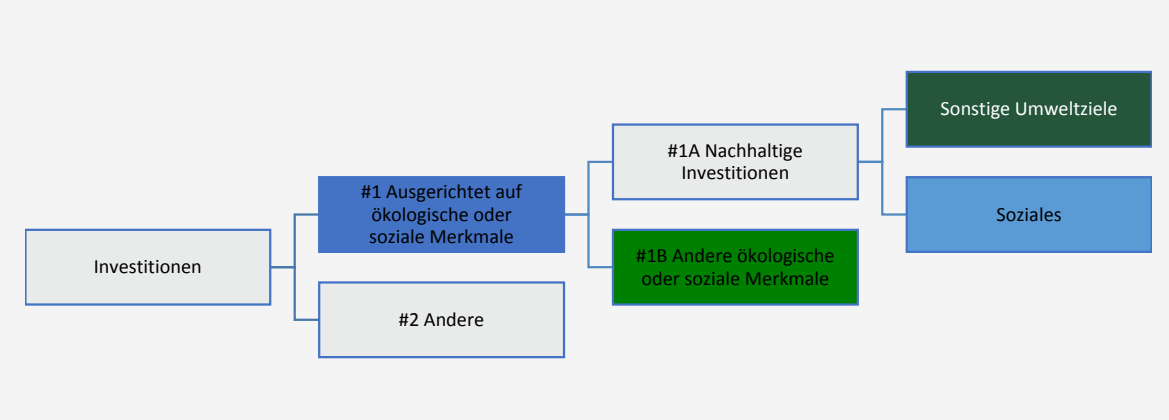 Investitionen
#1 Ausgerichtet auf
ökologische oder
soziale Merkmale
#2 Andere
#1A Nachhaltige
Investitionen
#1B Andere ökologische
oder soziale Merkmale
Sonstige Umweltziele
Soziales